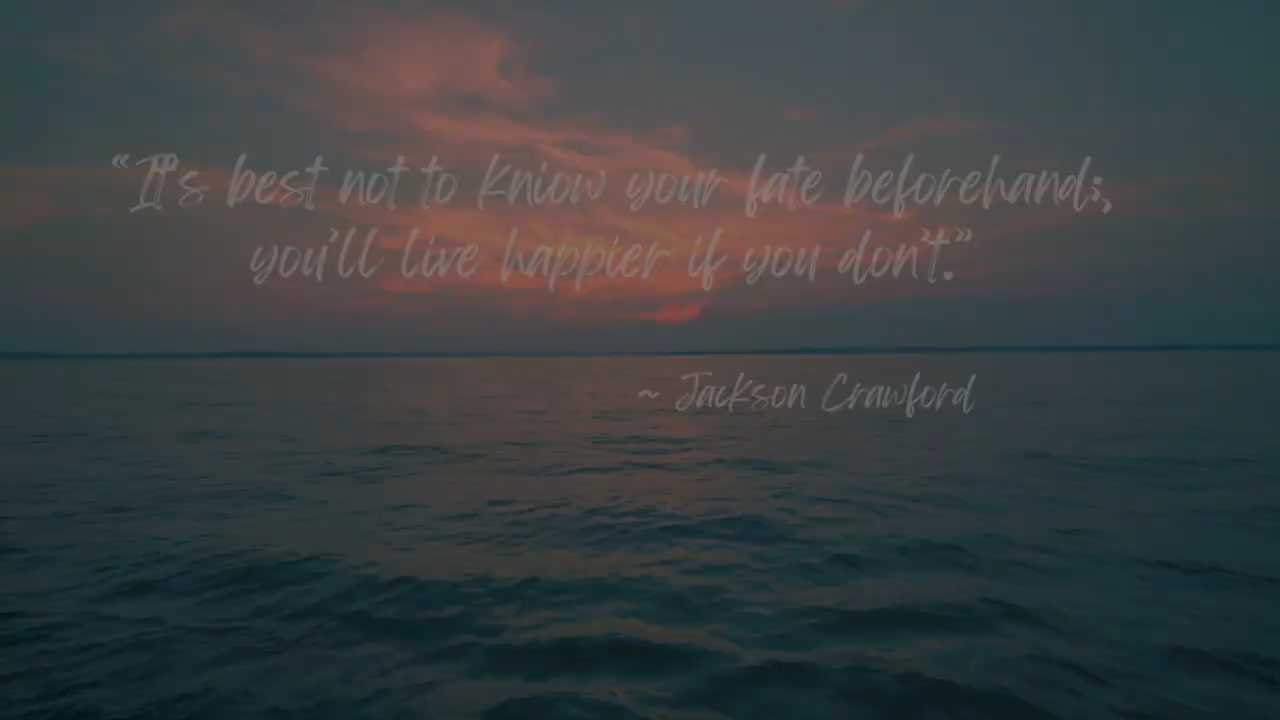 “It's best not to know your fate beforehand;
you'll live happier if you don't.”
~ Jackson Crawford